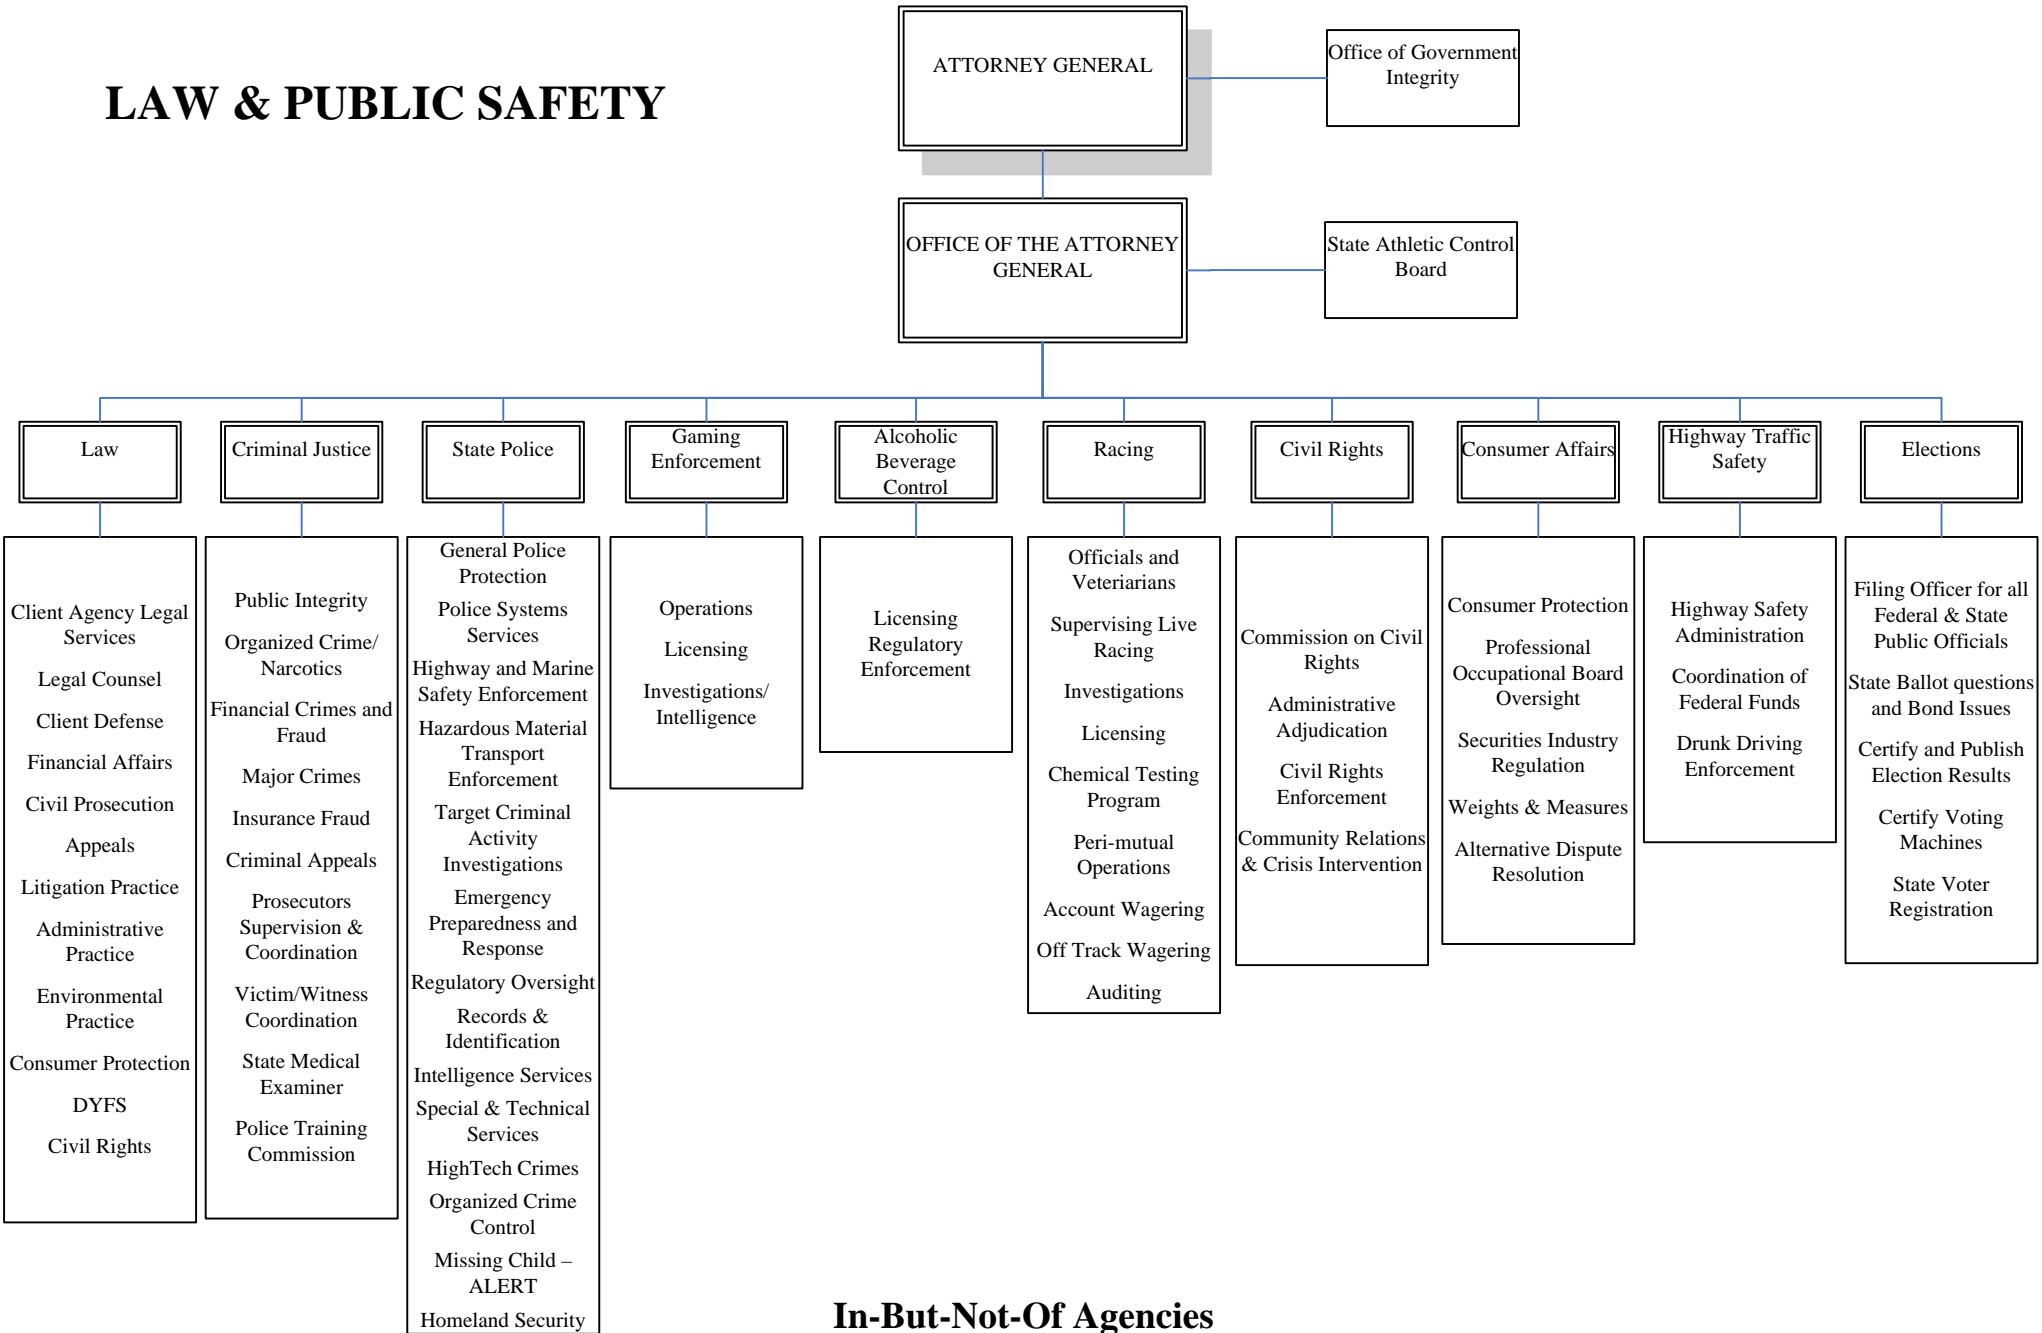 LAW & PUBLIC SAFETY
ATTORNEY GENERAL
Office of Government
Integrity
OFFICE OF THE ATTORNEY
GENERAL
State Athletic Control
Board
Law
Criminal Justice
State Police
Gaming
Enforcement
Alcoholic
Beverage
Control
Racing
Civil Rights
Consumer Affairs
Highway Traffic
Safety
Elections
Client Agency Legal
Services
Legal Counsel
Client Defense
Financial Affairs
Civil Prosecution
Appeals
Litigation Practice
Administrative
Practice
Environmental
Practice
Consumer Protection
DYFS
Civil Rights
Public Integrity
Organized Crime/
Narcotics
Financial Crimes and
Fraud
Major Crimes
Insurance Fraud
Criminal Appeals
Prosecutors
Supervision &
Coordination
Victim/Witness
Coordination
State Medical
Examiner
Police Training
Commission
General Police
Protection
Police Systems
Services
Highway and Marine
Safety Enforcement
Hazardous Material
Transport
Enforcement
Target Criminal
Activity
Investigations
Emergency
Preparedness and
Response
Regulatory Oversight
Records &
Identification
Intelligence Services
Special & Technical
Services
HighTech Crimes
Organized Crime
Control
Missing Child –
ALERT
Homeland Security
Operations
Licensing
Investigations/
Intelligence
Licensing
Regulatory
Enforcement
Officials and
Veteriarians
Supervising Live
Racing
Investigations
Licensing
Chemical Testing
Program
Peri-mutual
Operations
Account Wagering
Off Track Wagering
Auditing
Commission on Civil
Rights
Administrative
Adjudication
Civil Rights
Enforcement
Community Relations
& Crisis Intervention
Consumer Protection
Professional
Occupational Board
Oversight
Securities Industry
Regulation
Weights & Measures
Alternative Dispute
Resolution
Highway Safety
Administration
Coordination of
Federal Funds
Drunk Driving
Enforcement
Filing Officer for all
Federal & State
Public Officials
State Ballot questions
and Bond Issues
Certify and Publish
Election Results
Certify Voting
Machines
State Voter
Registration
In-But-Not-Of Agencies